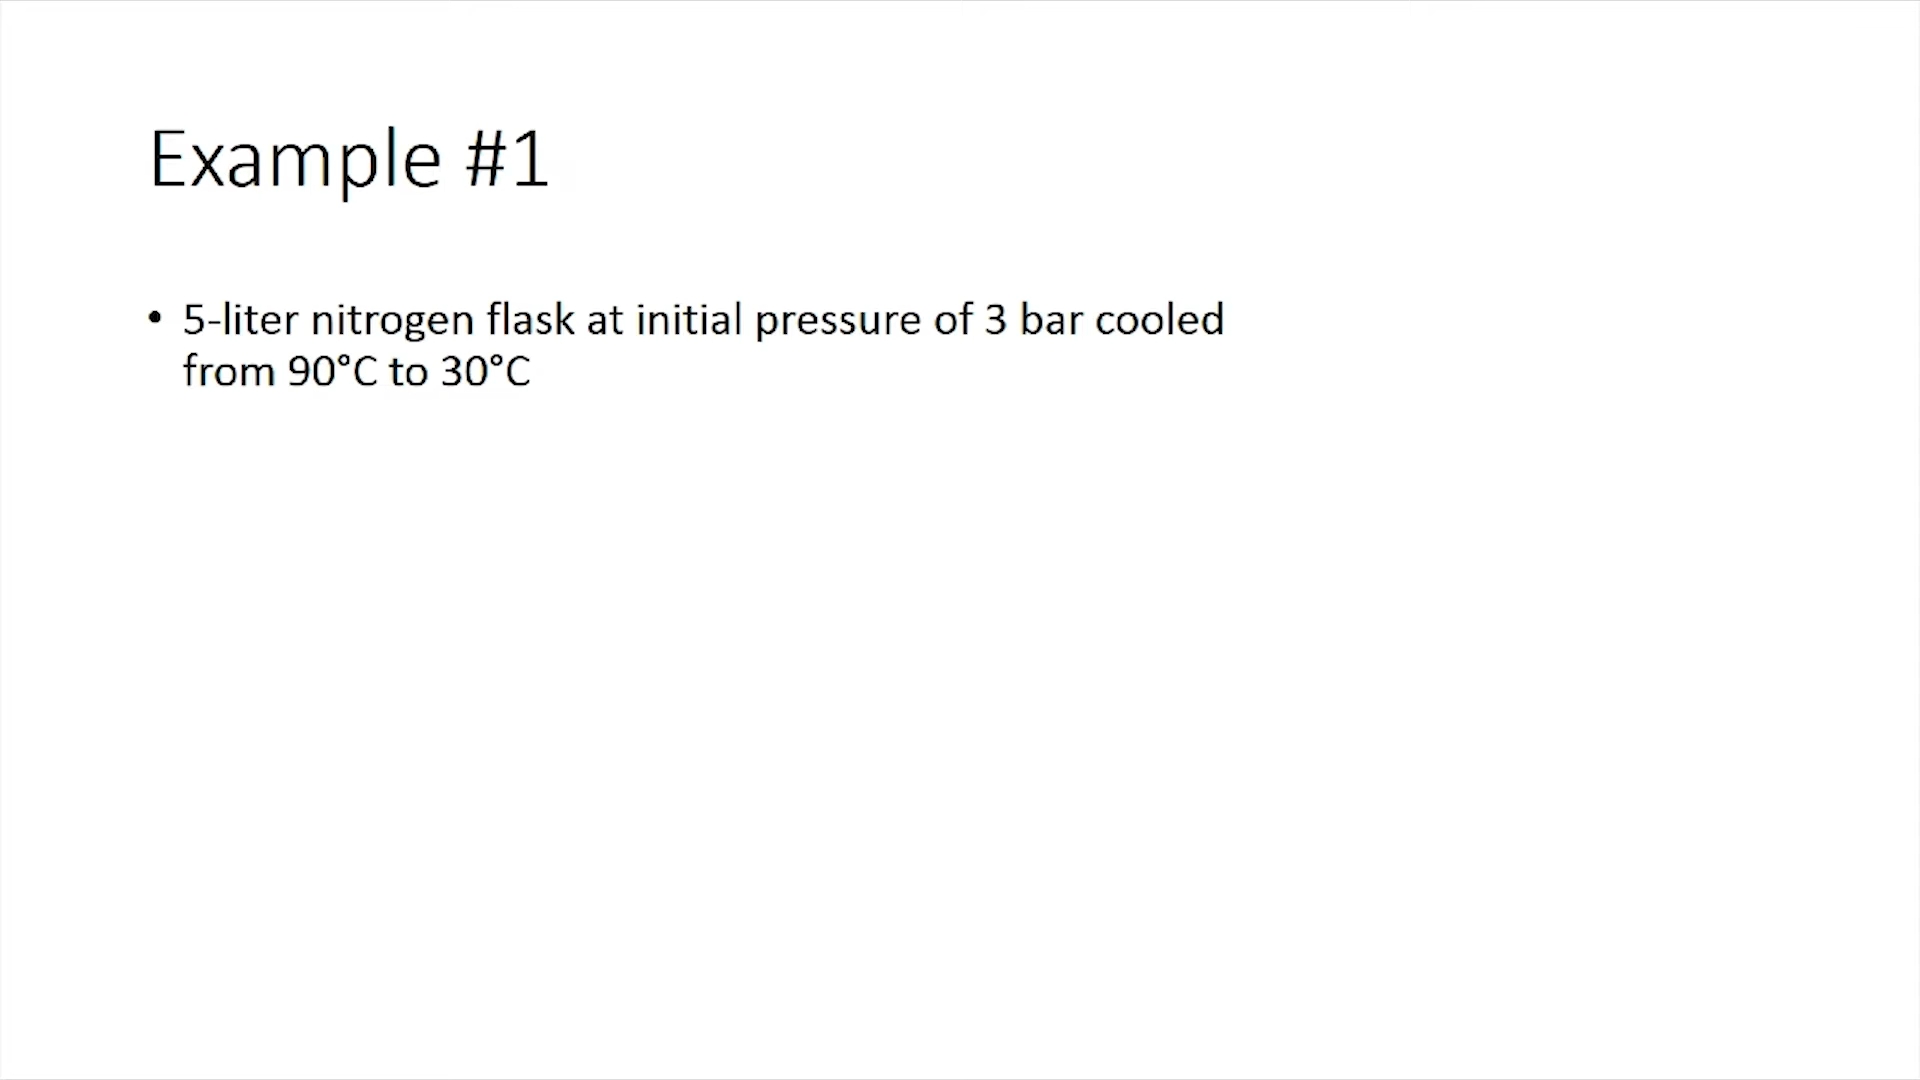 Example #1
• 5-liter nitrogen flask at initial pressure of 3 bar cooled
from 90°C to 30°C